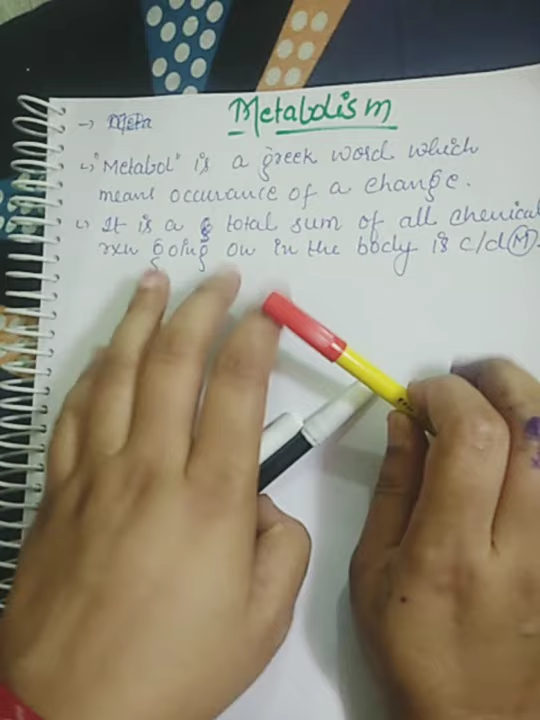 Metabolism
→ Meta
↳ "Metabol" is a greek word which
means occurance of a change.
↳ It is a total sum of all chemical
rxn going on in the body is c/d (M).